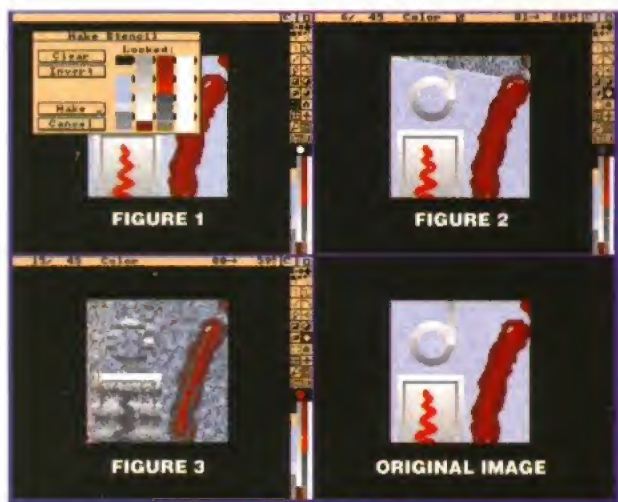 Make Stencil
Locked:
Clear
Invert
Make
Cancel
FIGURE 1
Color
FIGURE 2
Color
FIGURE 3
ORIGINAL IMAGE